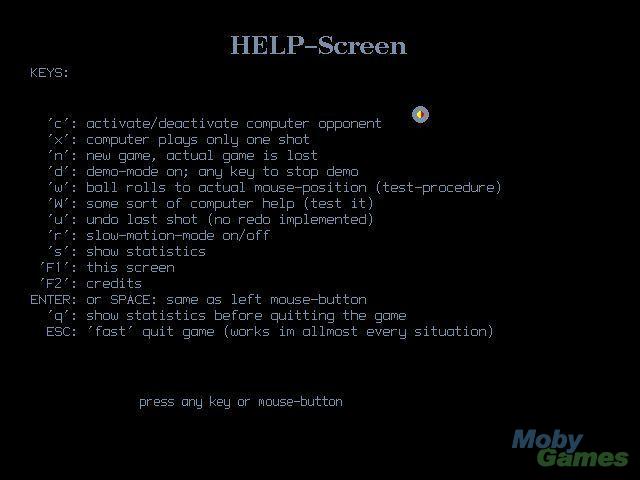 HELP-Screen
KEYS:
'c': activate/deactivate computer opponent
'x': computer plays only one shot
'n': new game, actual game is lost
'd': demo-mode on; any key to stop demo
'w': ball rolls to actual mouse-position (test-procedure)
'W': some sort of computer help (test it)
'u': undo last shot (no redo implemented)
'r': slow-motion-mode on/off
's': show statistics
'F1': this screen
'F2': credits
ENTER: or SPACE: same as left mouse-button
'q': show statistics before quitting the game
ESC: 'fast' quit game (works im allmost every situation)
press any key or mouse-button
Moby
Games